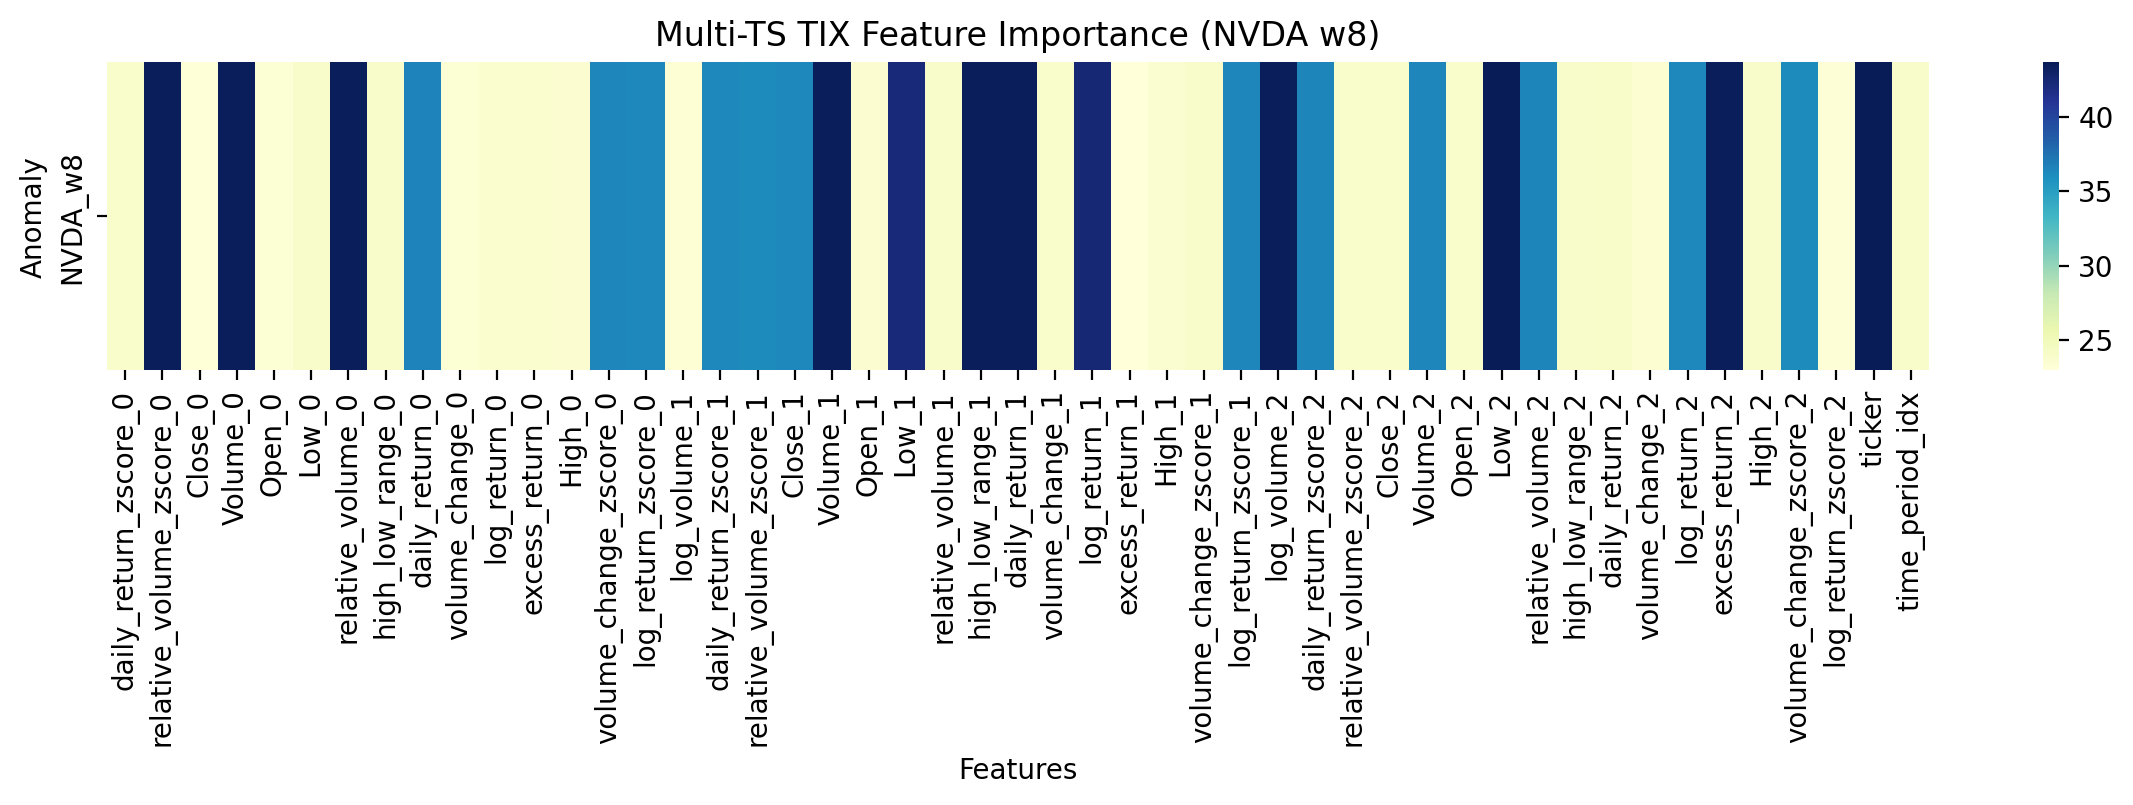 Multi-TS TIX Feature Importance (NVDA w8)
Anomaly
NVDA_w8
40
35
30
25
daily_return_zscore_0
relative_volume_zscore_0
Close_0
Volume_0
Open_0
Low_0
relative_volume_0
high_low_range_0
daily_return_0
volume_change_0
log_return_0
excess_return_0
High_0
volume_change_zscore_0
log_return_zscore_0
log_volume_1
daily_return_zscore_1
relative_volume_zscore_1
Close_1
Volume_1
Open_1
Low_1
relative_volume_1
high_low_range_1
daily_return_1
volume_change_1
log_return_1
excess_return_1
High_1
volume_change_zscore_1
log_return_zscore_1
log_volume_2
daily_return_zscore_2
relative_volume_zscore_2
Close_2
Volume_2
Open_2
Low_2
relative_volume_2
high_low_range_2
daily_return_2
volume_change_2
log_return_2
excess_return_2
High_2
volume_change_zscore_2
log_return_zscore_2
ticker
time_period_idx
Features